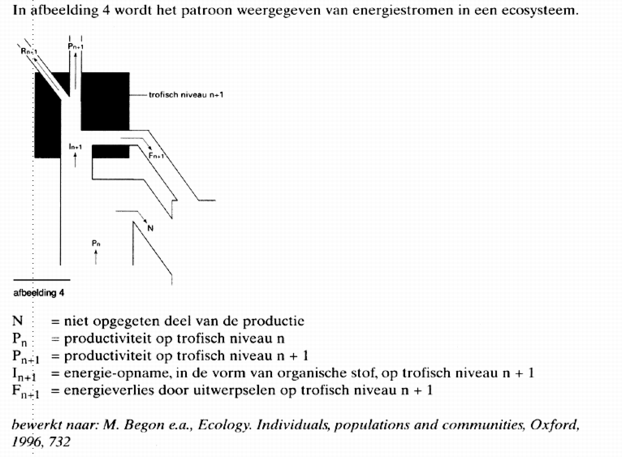 In afbeelding 4 wordt het patroon weergegeven van energiestromen in een ecosysteem.
Rn+1
Pn+1
trofisch niveau n+1
In+1
Fn+1
N
Pn
afbeelding 4
N = niet opgegeten deel van de productie
Pn = productiviteit op trofisch niveau n
Pn+1 = productiviteit op trofisch niveau n + 1
In+1 = energie-opname, in de vorm van organische stof, op trofisch niveau n + 1
Fn+1 = energieverlies door uitwerpselen op trofisch niveau n + 1
bewerkt naar: M. Begon e.a., Ecology. Individuals, populations and communities, Oxford,
1996, 732